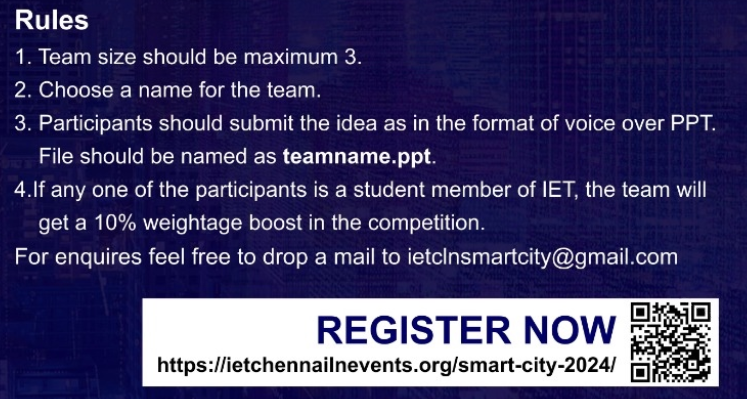 Rules
1. Team size should be maximum 3.
2. Choose a name for the team.
3. Participants should submit the idea as in the format of voice over PPT.
File should be named as teamname.ppt.
4.If any one of the participants is a student member of IET, the team will
get a 10% weightage boost in the competition.
For enquires feel free to drop a mail to ietclnsmartcity@gmail.com
REGISTER NOW
https://ietchennailnevents.org/smart-city-2024/